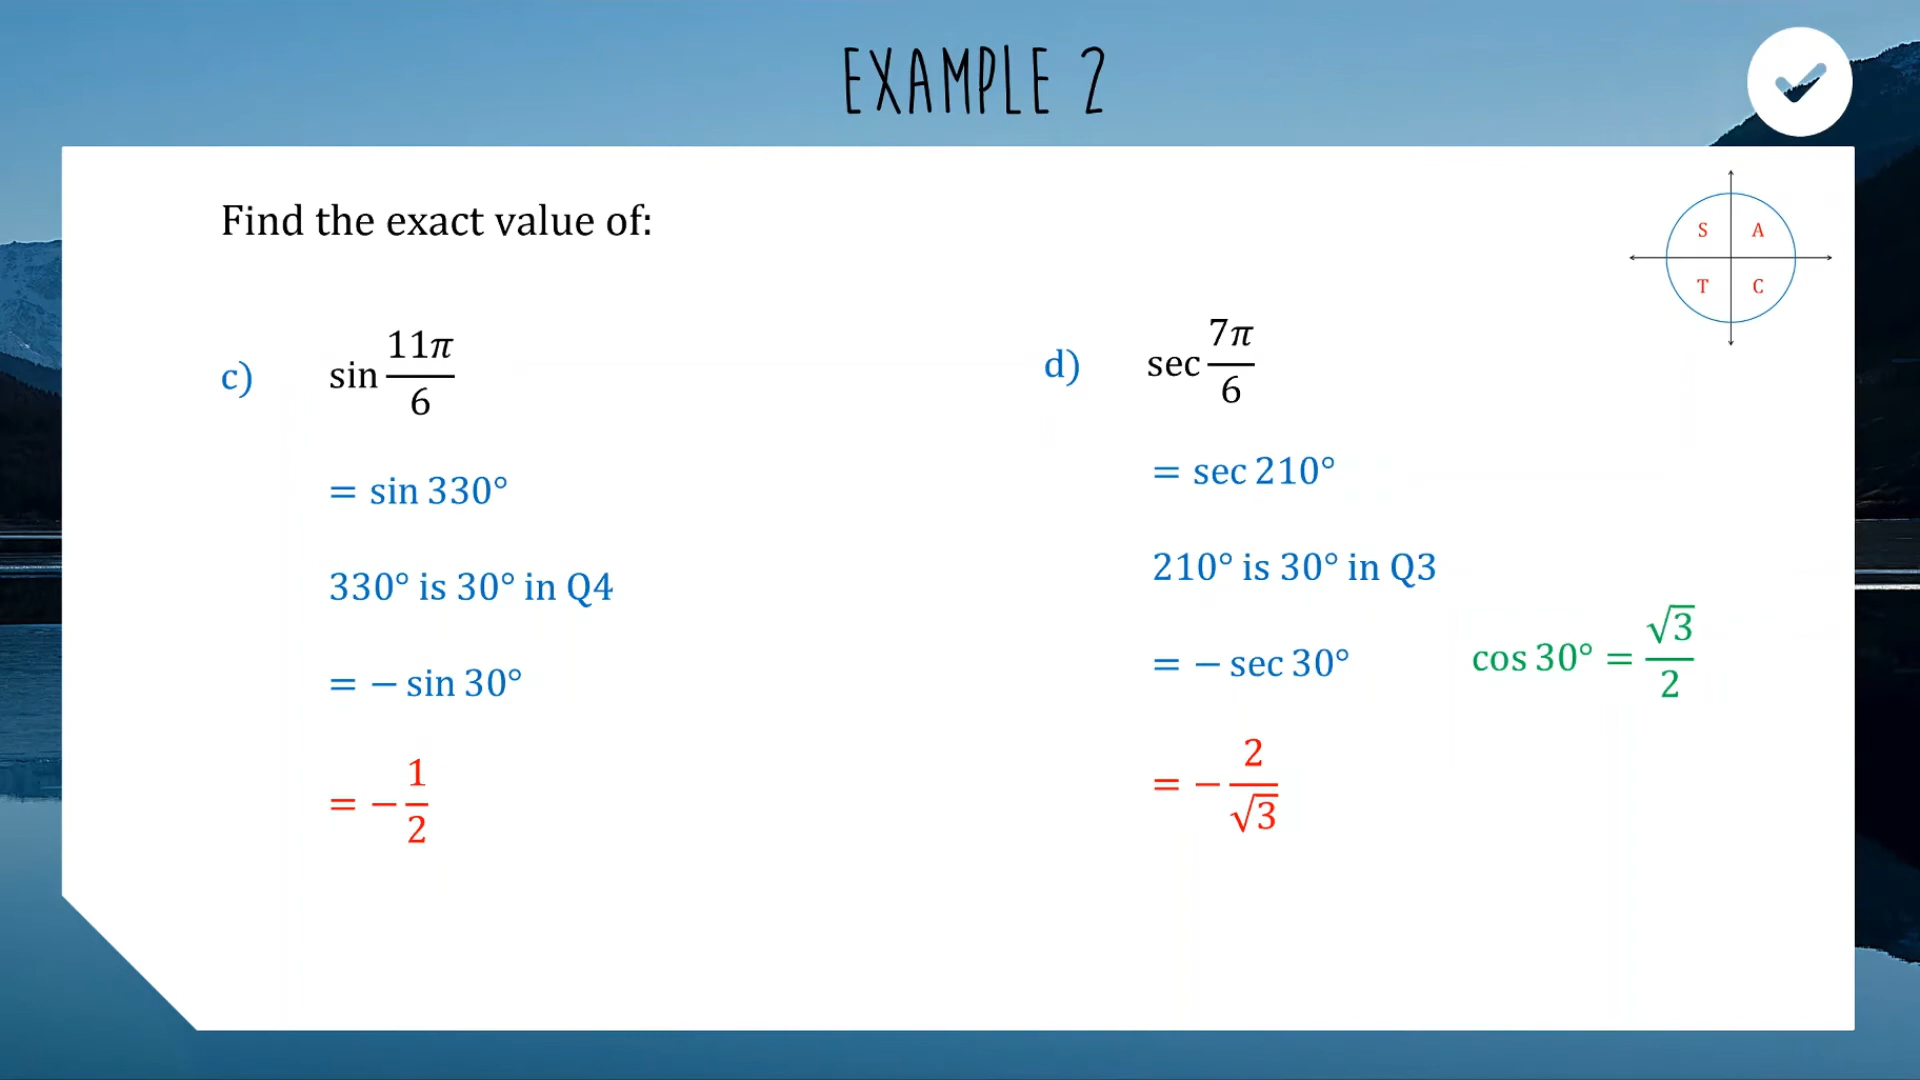 EXAMPLE 2
Find the exact value of:
S A
T C
c) sin 11π/6
= sin 330°
330° is 30° in Q4
= − sin 30°
= − 1/2
d) sec 7π/6
= sec 210°
210° is 30° in Q3
= − sec 30° cos 30° = √3/2
= − 2/√3